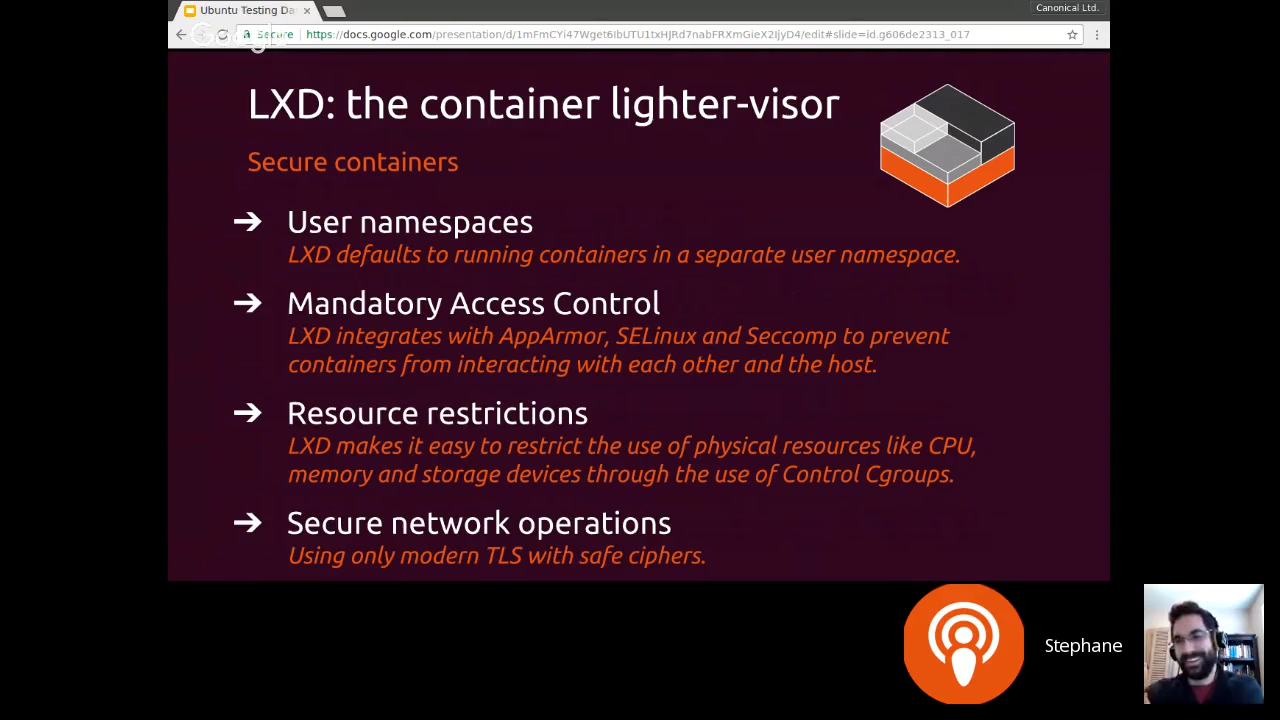 Ubuntu Testing Da
Canonical Ltd.
Secure
https://docs.google.com/presentation/d/1mFmCYi47Wget6IbUTU1txHJRd7nabFRXmGieX2IjyD4/edit#slide=id.g606de2313_017
LXD: the container lighter-visor
Secure containers
➔ User namespaces
LXD defaults to running containers in a separate user namespace.
➔ Mandatory Access Control
LXD integrates with AppArmor, SELinux and Seccomp to prevent
containers from interacting with each other and the host.
➔ Resource restrictions
LXD makes it easy to restrict the use of physical resources like CPU,
memory and storage devices through the use of Control Cgroups.
➔ Secure network operations
Using only modern TLS with safe ciphers.
Stephane